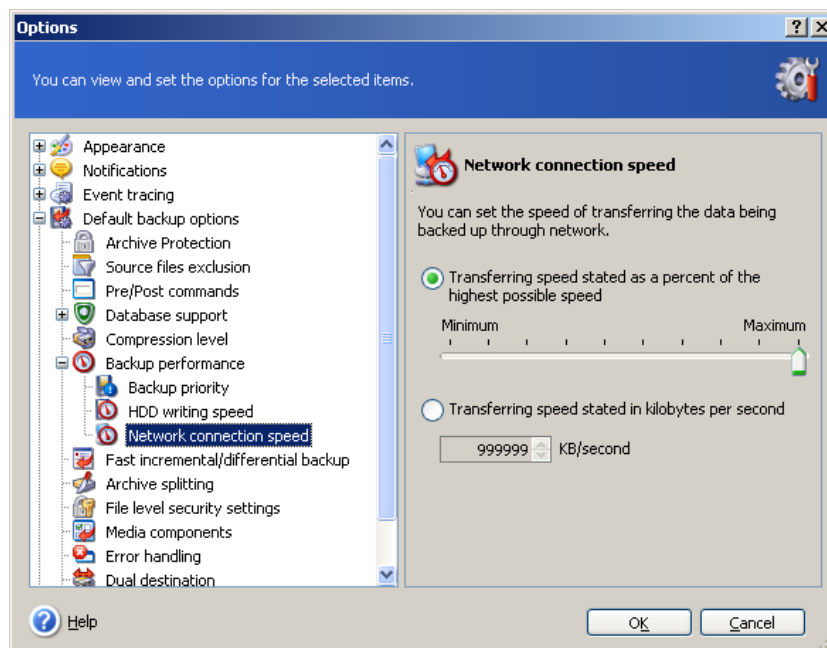 Options
You can view and set the options for the selected items.
Appearance
Notifications
Event tracing
Default backup options
Archive Protection
Source files exclusion
Pre/Post commands
Database support
Compression level
Backup performance
Backup priority
HDD writing speed
Network connection speed
Fast incremental/differential backup
Archive splitting
File level security settings
Media components
Error handling
Dual destination
Network connection speed
You can set the speed of transferring the data being
backed up through network.
Transferring speed stated as a percent of the
highest possible speed
Minimum Maximum
Transferring speed stated in kilobytes per second
999999 KB/second
Help OK Cancel